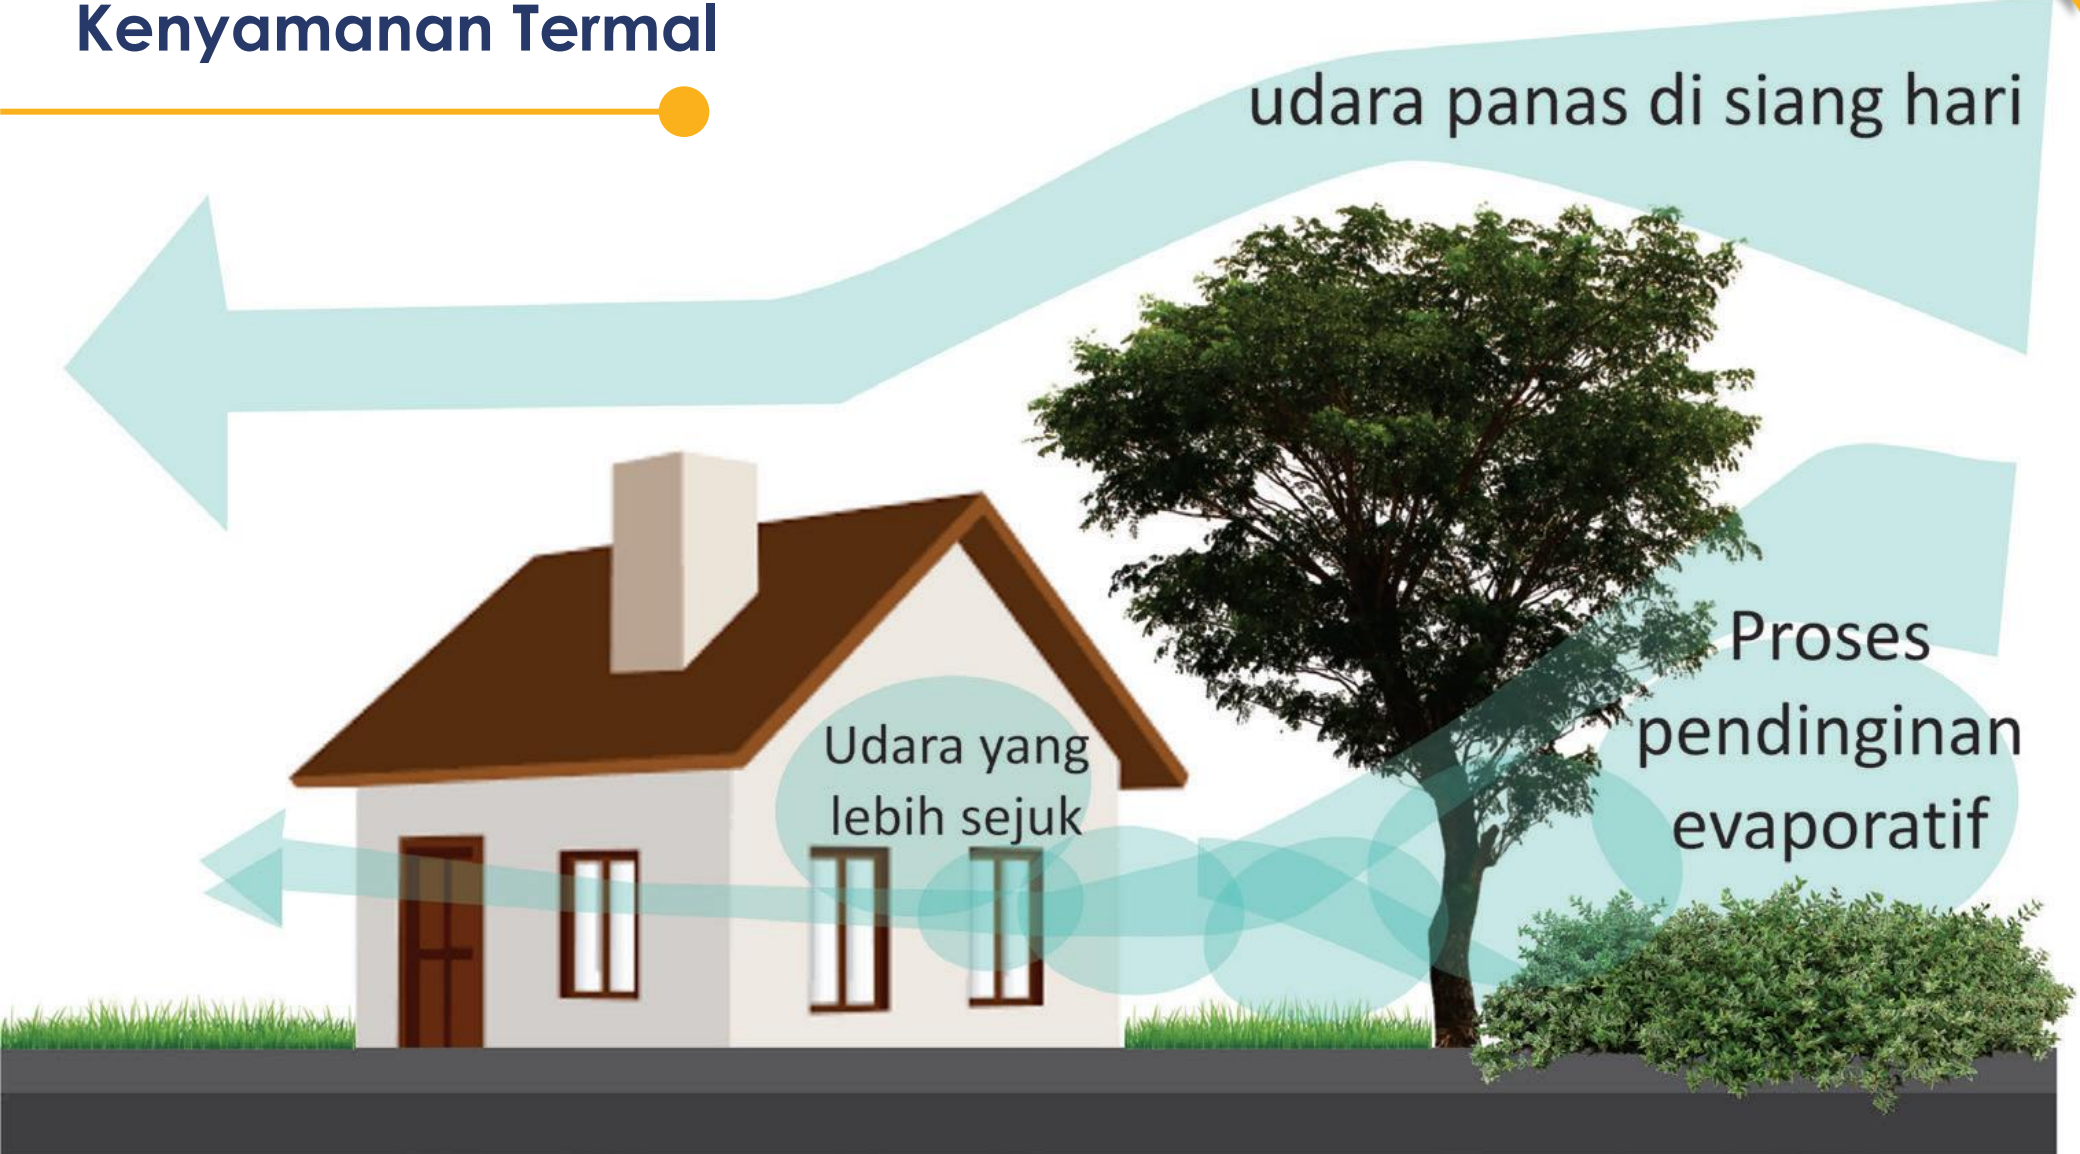 Kenyamanan Termal
udara panas di siang hari
Proses
pendinginan
evaporatif
Udara yang
lebih sejuk